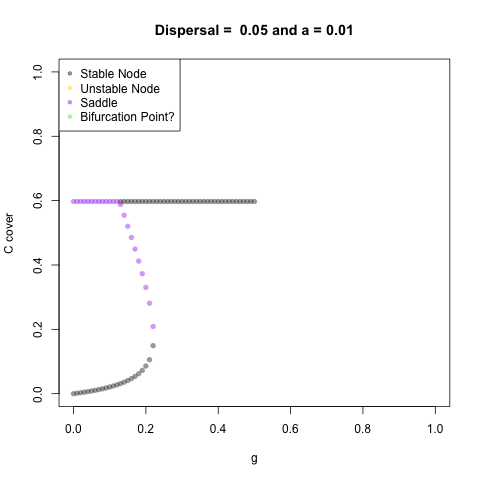 Dispersal =  0.05 and a = 0.01
Stable Node
Unstable Node
Saddle
Bifurcation Point?
1.0
0.8
0.6
0.4
0.2
0.0
C cover
0.0 0.2 0.4 0.6 0.8 1.0
g